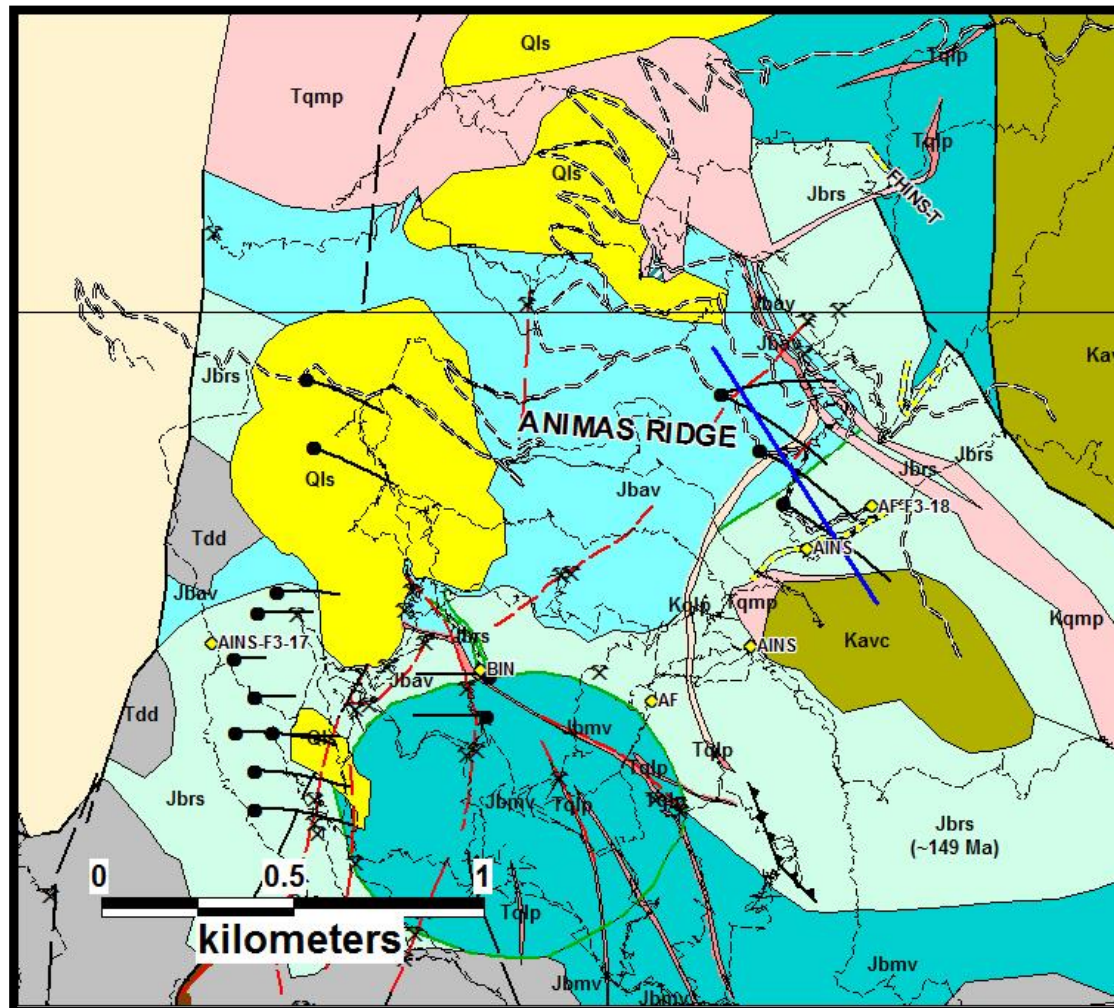 Qls
Tqlp
Tqmp
Qls
Tqlp
Jbrs
FHINS-T
Jbav
Kav
Jbav
Jbrs
ANIMAS RIDGE
Jbrs
Jbrs
Jbav
Qls
AF-F3-18
Tdd
AINS
Jbav
Kqlp
Tqmp
Kqmp
Jbrs
Kavc
AINS-F3-17
AINS
BIN
Jbav
AF
Tdd
Jbmv
Tqlp
Tqlp
Jbrs
Jbmv
Tqlp
Jbrs
(~149 Ma)
0 0.5 1
kilometers
Tqlp
Jbmv
Jbmv
Jbmv